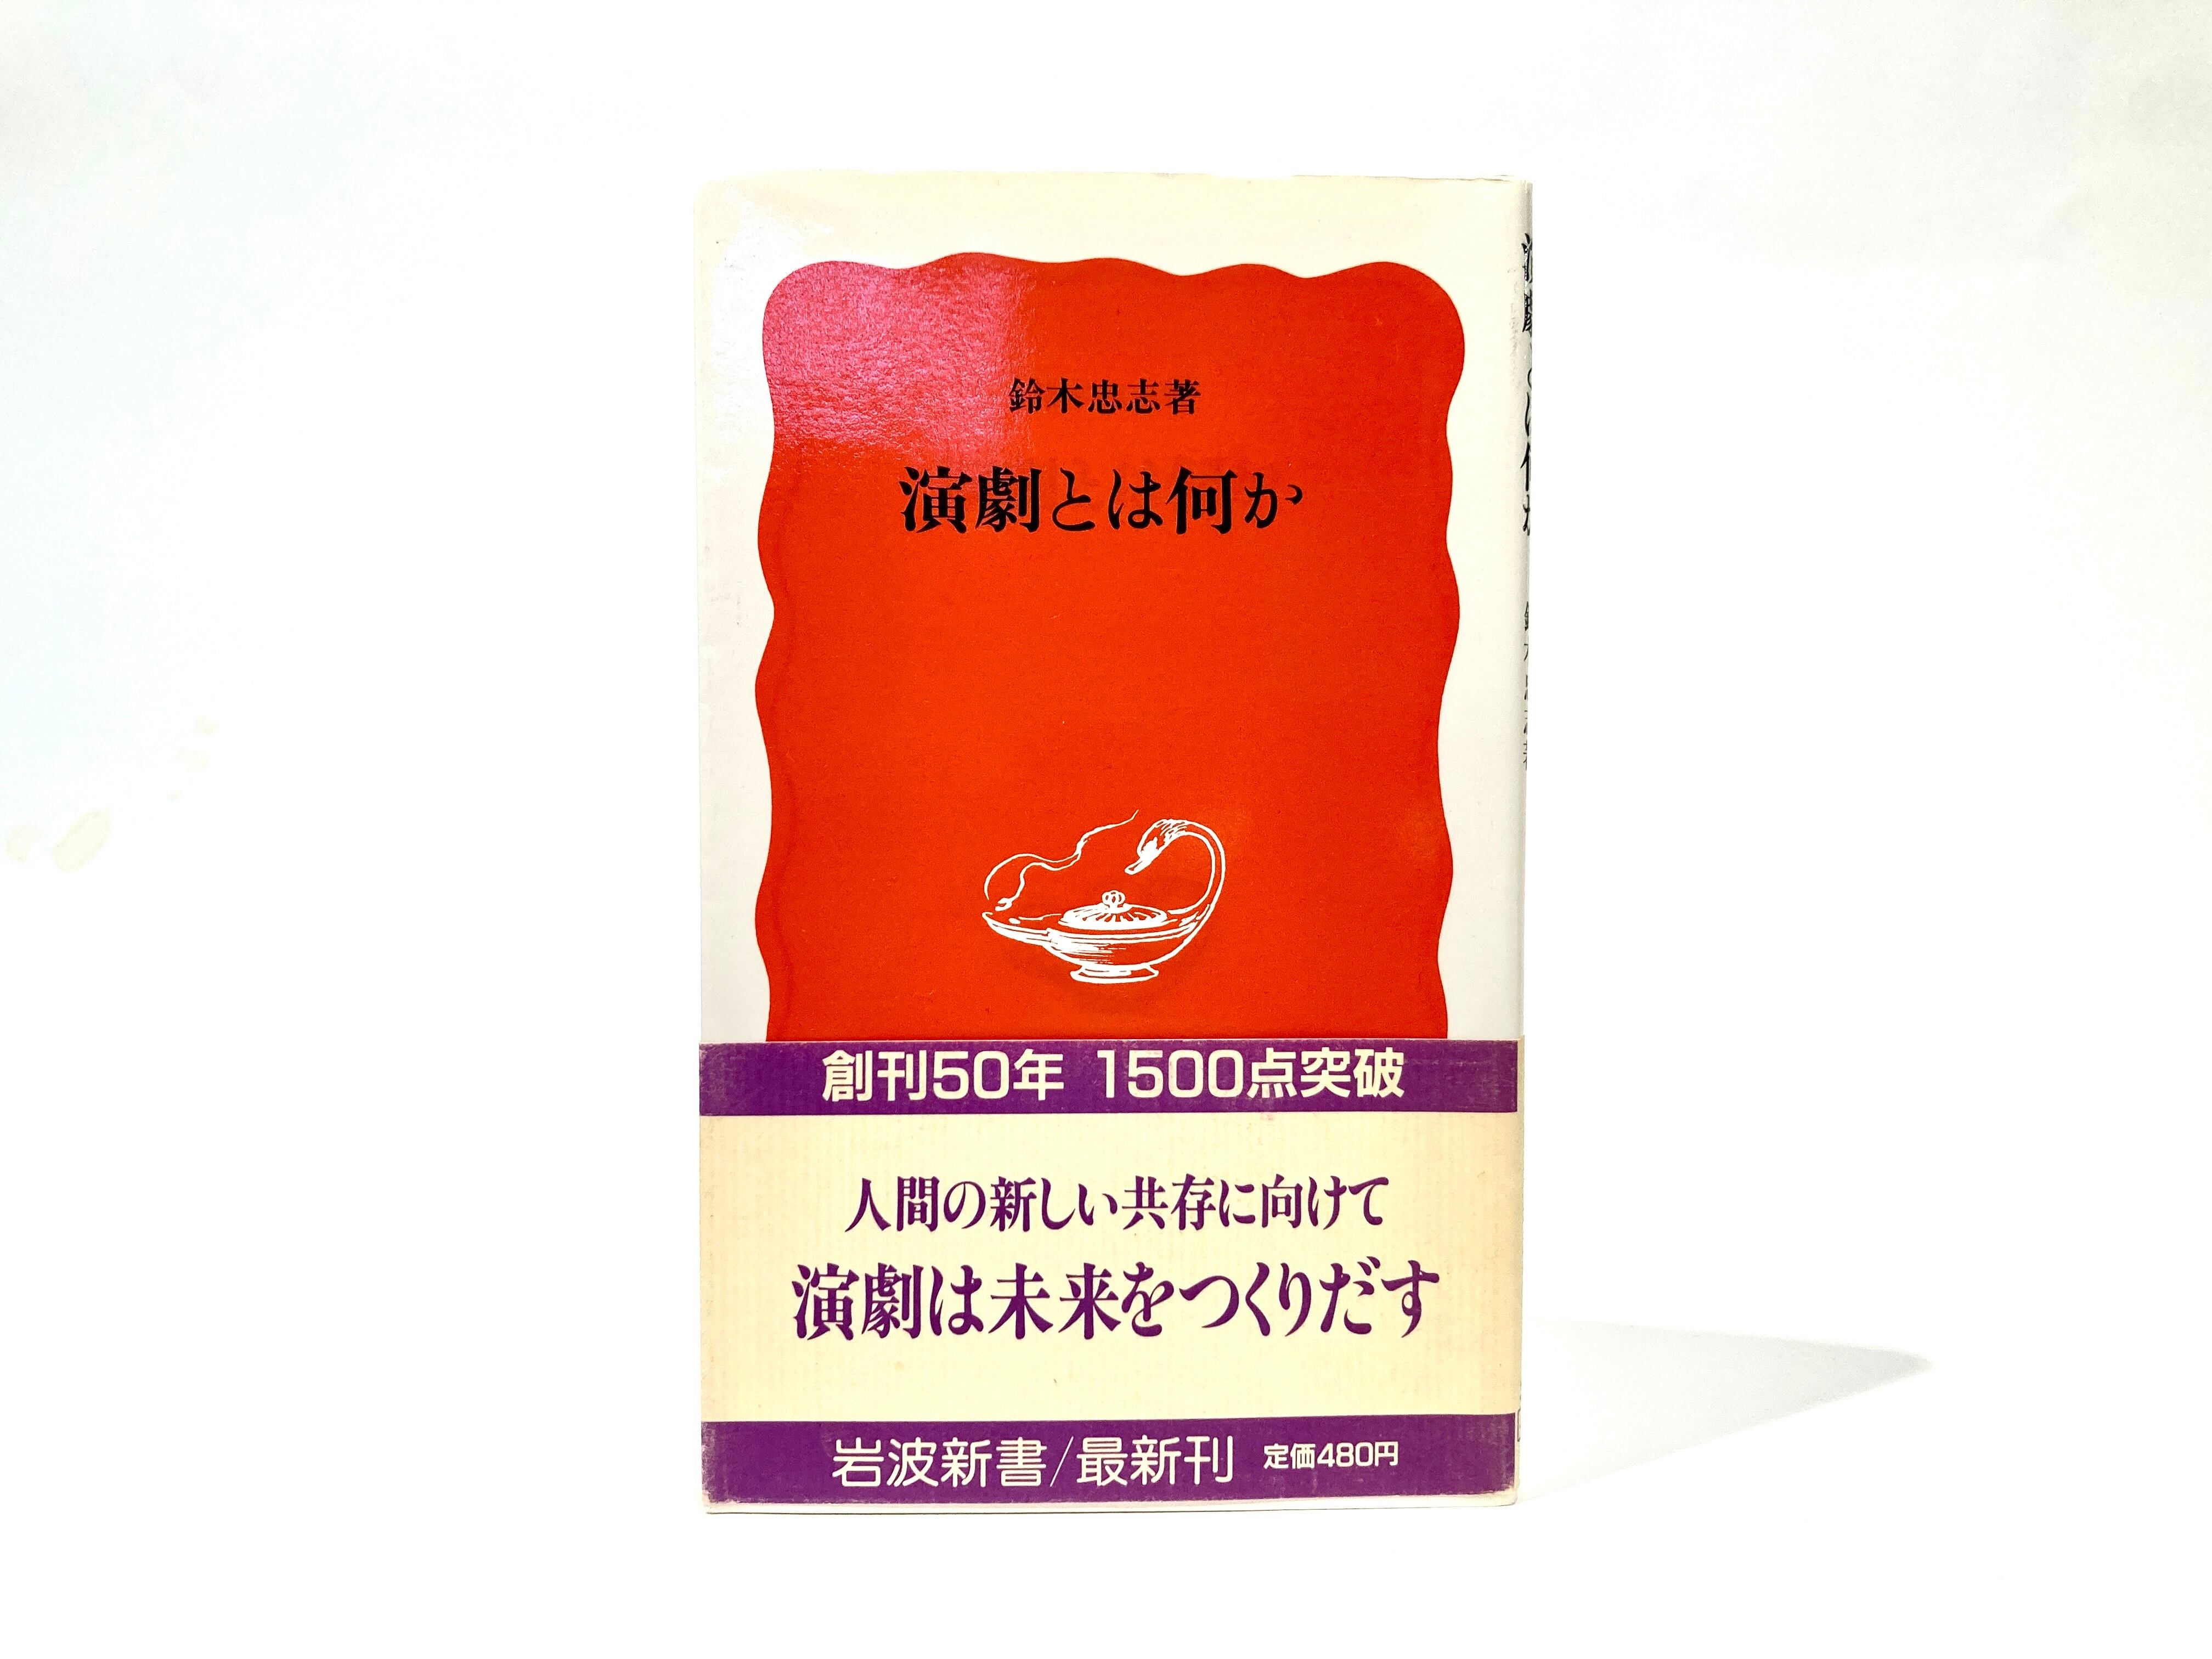 鈴木忠志著
演劇とは何か
創刊50年 1500点突破
人間の新しい共存に向けて
演劇は未来をつくりだす
岩波新書/最新刊 定価480円